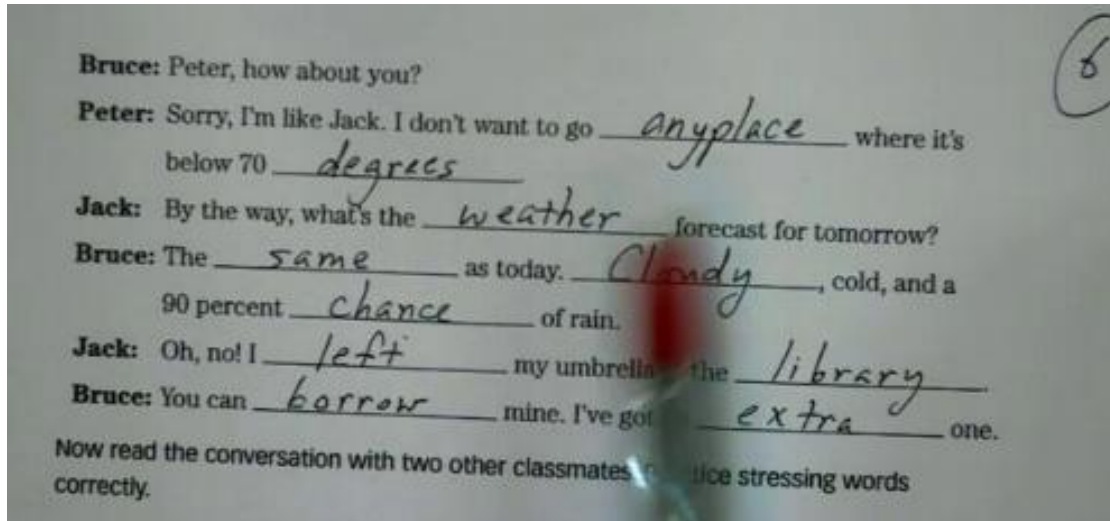 6
Bruce: Peter, how about you?
Peter: Sorry, I'm like Jack. I don't want to go anyplace where it's
below 70 degrees
Jack: By the way, what's the weather forecast for tomorrow?
Bruce: The same as today. Cloudy, cold, and a
90 percent chance of rain.
Jack: Oh, no! I left my umbrella the library
Bruce: You can borrow mine. I've got extra one.
Now read the conversation with two other classmates stressing words
correctly.